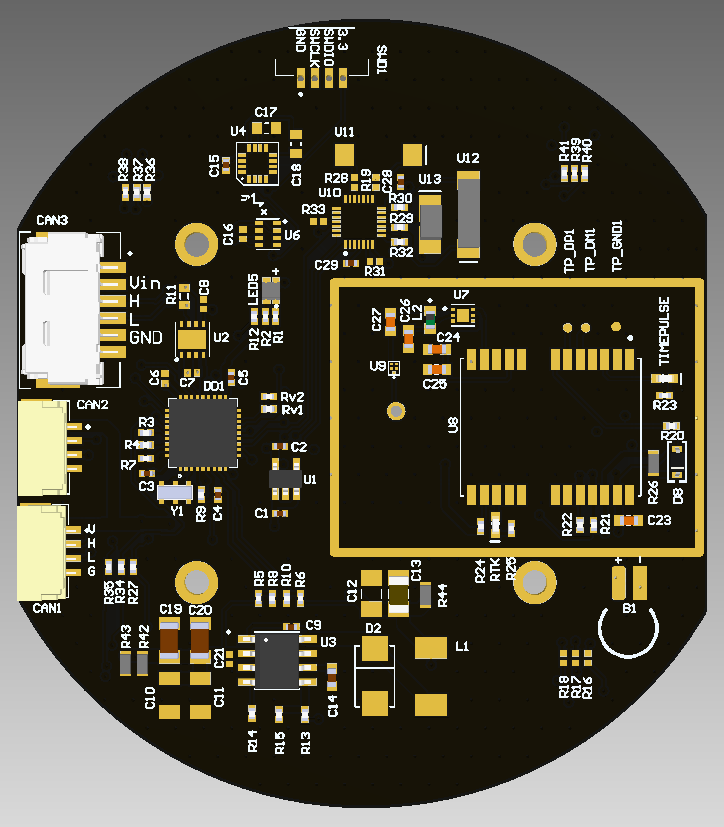 GND
SWCLK
SWDIO
3.3
SWD1
C17
U4
U11
C15
C18
R41
R39
R40
R38
R37
R36
R28
R19
C28
U13
U12
U10
R30
R33
R29
R32
CAN3
C16
U6
C29
R31
TP_DP1
TP_DM1
TP_GND1
Vin
H
L
GND
R11
C8
LED5
+
R12
R2
R1
U2
C27
C26
L2
U7
C24
C25
U9
TIMEPULSE
C6
C7
DD1
C5
R23
CAN2
Rv2
Rv1
R3
R4
R7
C3
U8
R20
C2
U1
R26
D8
Y1
R9
C4
C1
R22
R21
C23
R24
RTK
R25
H
L
G
R35
R34
R27
CAN1
R5
R8
R10
R6
C12
C13
R44
+
-
B1
C19
C20
R43
R42
C21
C9
U3
D2
L1
C10
C11
C14
R14
R15
R13
R18
R17
R16